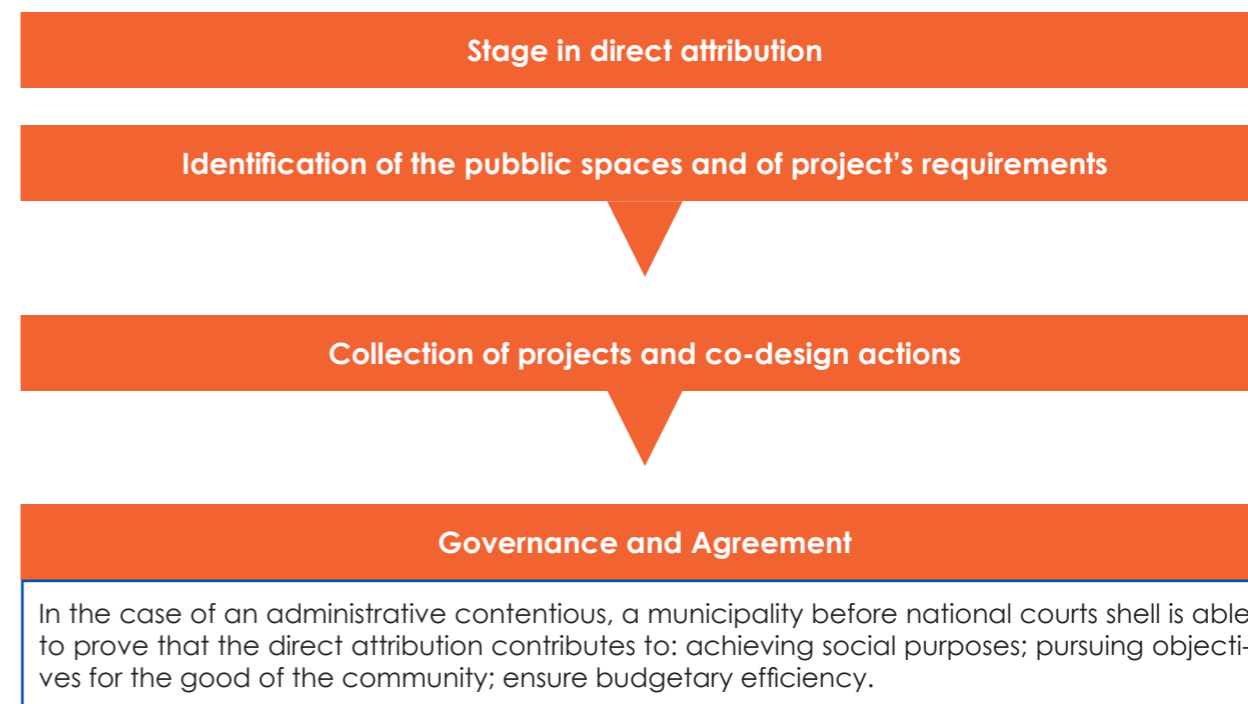 Stage in direct attribution
Identification of the pubblic spaces and of project’s requirements
Collection of projects and co-design actions
Governance and Agreement
In the case of an administrative contentious, a municipality before national courts shell is able
to prove that the direct attribution contributes to: achieving social purposes; pursuing objecti-
ves for the good of the community; ensure budgetary efficiency.